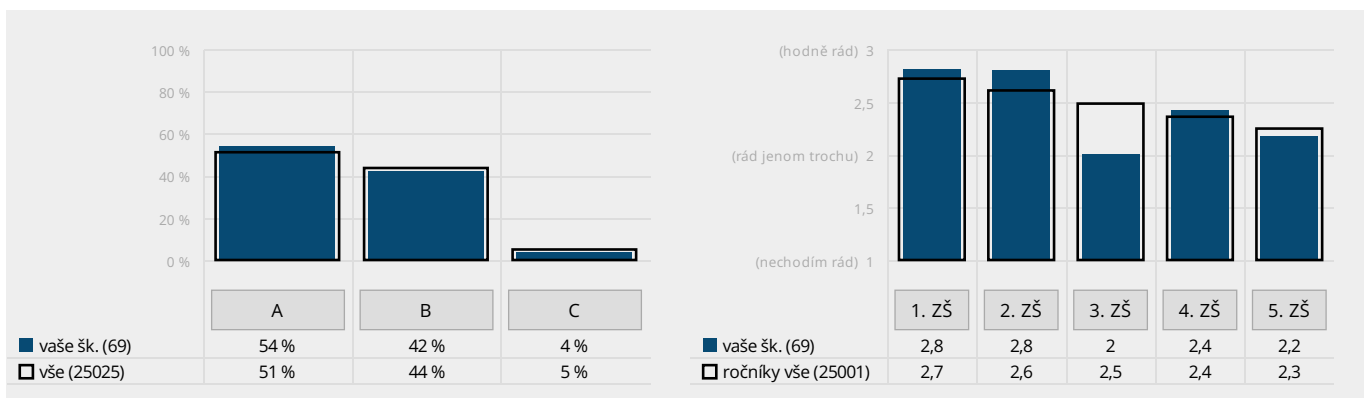 100 %
80 %
60 %
40 %
20 %
0 %
A B C
vaše šk. (69) 54 % 42 % 4 %
vše (25025) 51 % 44 % 5 %
(hodně rád) 3
2,5
(rád jenom trochu) 2
1,5
(nechodím rád) 1
1. ZŠ 2. ZŠ 3. ZŠ 4. ZŠ 5. ZŠ
vaše šk. (69) 2,8 2,8 2 2,4 2,2
ročníky vše (25001) 2,7 2,6 2,5 2,4 2,3